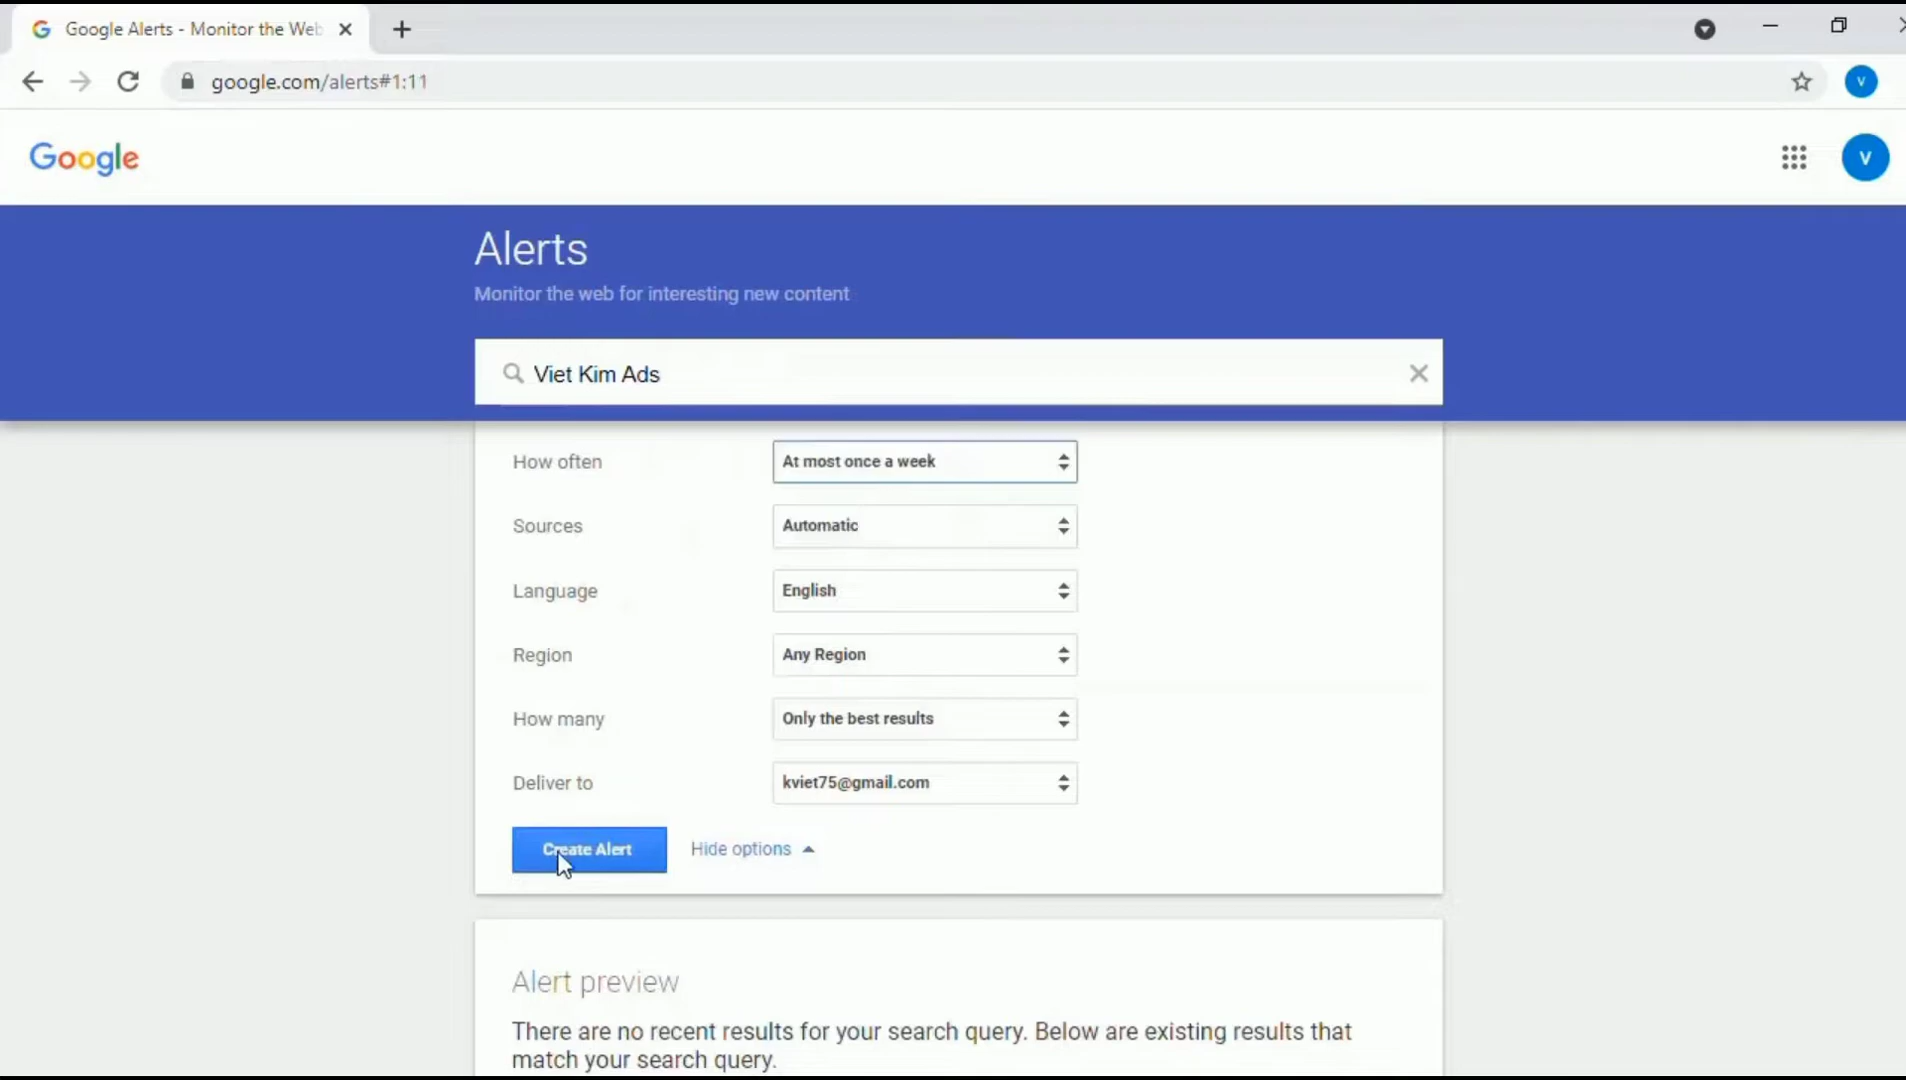 Google Alerts - Monitor the Web
google.com/alerts#1:11
V
Google
V
Alerts
Monitor the web for interesting new content
Viet Kim Ads
How often
At most once a week
Sources
Automatic
Language
English
Region
Any Region
How many
Only the best results
Deliver to
kviet75@gmail.com
Create Alert
Hide options
Alert preview
There are no recent results for your search query. Below are existing results that
match your search query.